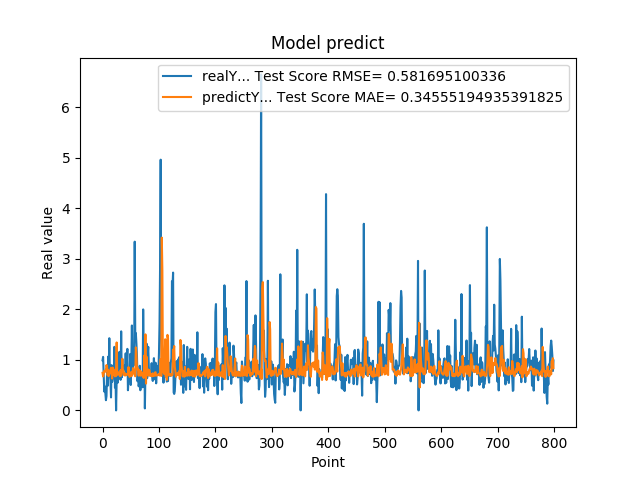 Model predict
realY... Test Score RMSE= 0.581695100336
predictY... Test Score MAE= 0.34555194935391825
6
5
4
3
2
1
0
Real value
0 100 200 300 400 500 600 700 800
Point